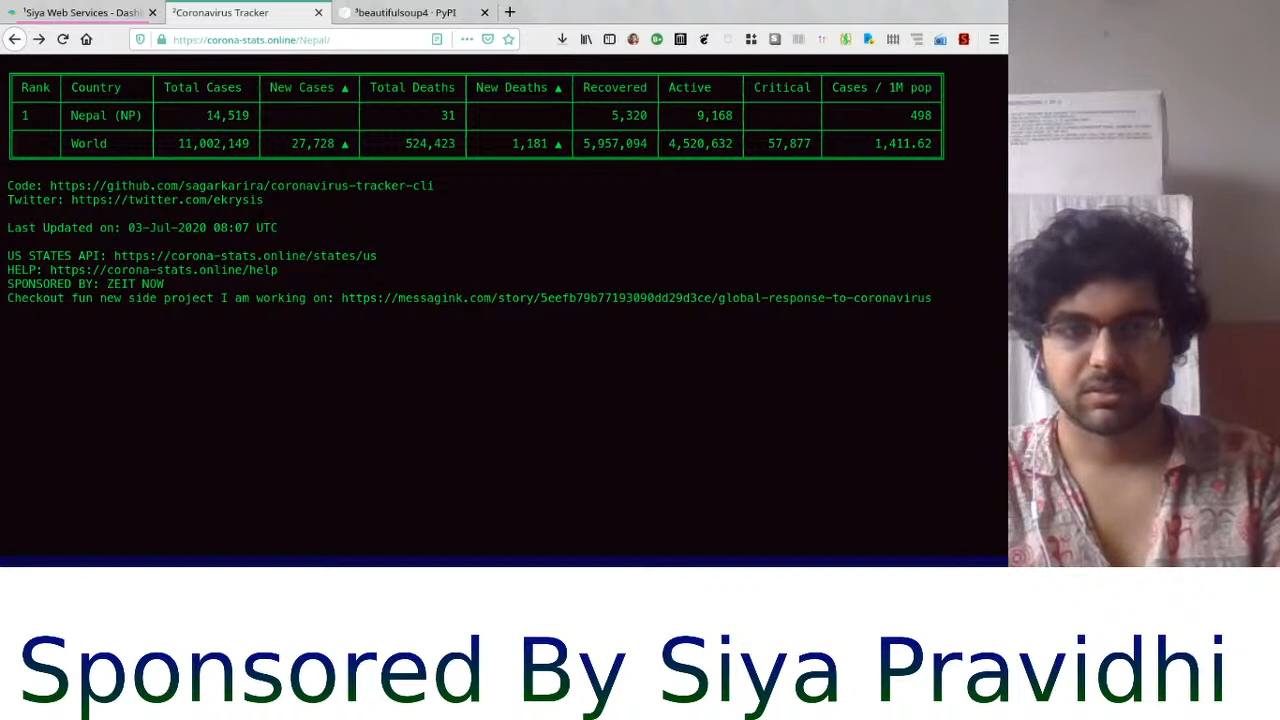 ¹Siya Web Services - Dash
²Coronavirus Tracker
³beautifulsoup4 · PyPI
https://corona-stats.online/Nepal/
Rank Country Total Cases New Cases ▲ Total Deaths New Deaths ▲ Recovered Active Critical Cases / 1M pop
1 Nepal (NP) 14,519 31 5,320 9,168 498
World 11,002,149 27,728 ▲ 524,423 1,181 ▲ 5,957,094 4,520,632 57,877 1,411.62
Code: https://github.com/sagarkarira/coronavirus-tracker-cli
Twitter: https://twitter.com/ekrysis
Last Updated on: 03-Jul-2020 08:07 UTC
US STATES API: https://corona-stats.online/states/us
HELP: https://corona-stats.online/help
SPONSORED BY: ZEIT NOW
Checkout fun new side project I am working on: https://messagink.com/story/5eefb79b77193090dd29d3ce/global-response-to-coronavirus
Sponsored By Siya Pravidhi